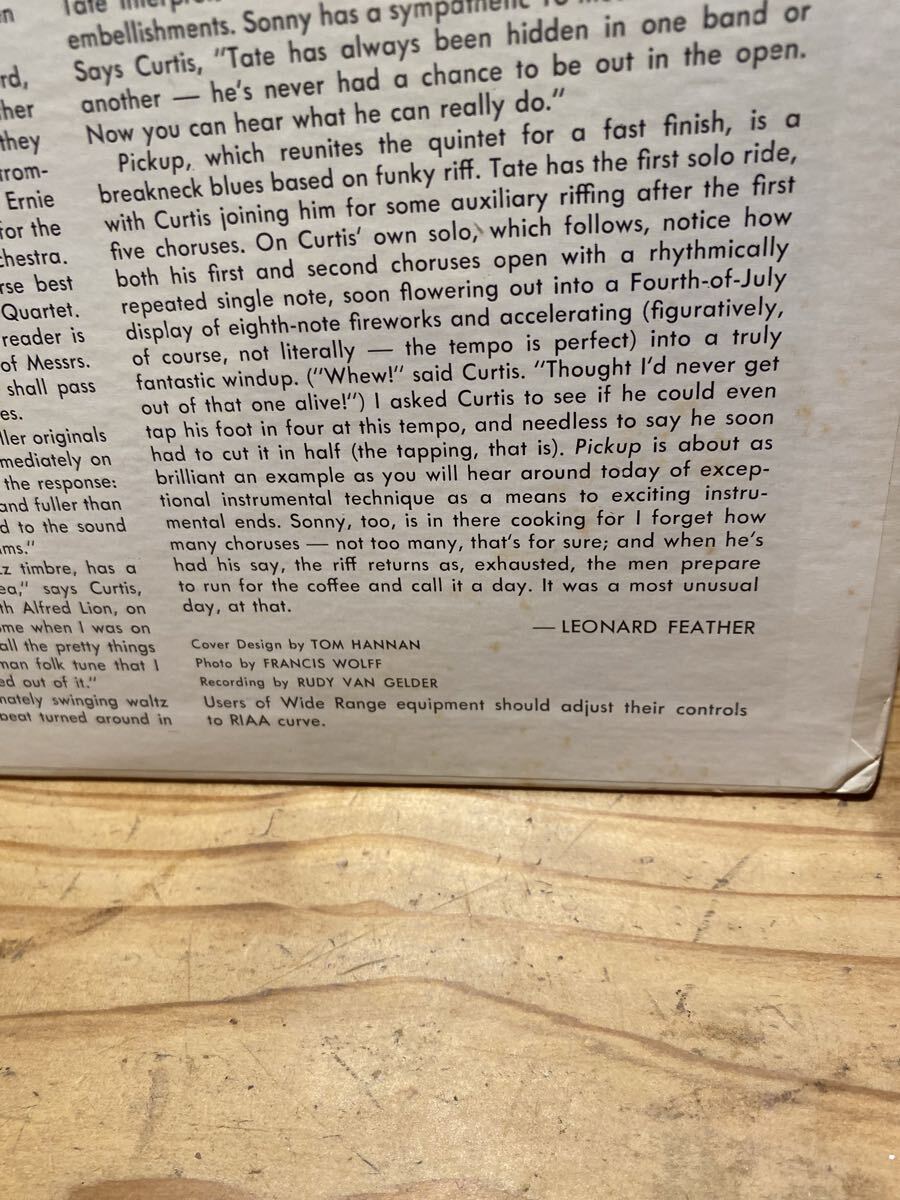 rd,
her
they
from-
Ernie
for the
chestra.
rse best
Quartet.
reader is
of Messrs.
shall pass
es.
ller originals
mediately on
the response:
and fuller than
d to the sound
ms."
z timbre, has a
ea," says Curtis,
th Alfred Lion, on
me when I was on
all the pretty things
man folk tune that I
ed out of it."
nately swinging waltz
beat turned around in
Tate
embellishments. Sonny has a sympathetic
Says Curtis, "Tate has always been hidden in one band or
another — he's never had a chance to be out in the open.
Now you can hear what he can really do."
Pickup, which reunites the quintet for a fast finish, is a
breakneck blues based on funky riff. Tate has the first solo ride,
with Curtis joining him for some auxiliary riffing after the first
five choruses. On Curtis' own solo, which follows, notice how
both his first and second choruses open with a rhythmically
repeated single note, soon flowering out into a Fourth-of-July
display of eighth-note fireworks and accelerating (figuratively,
of course, not literally — the tempo is perfect) into a truly
fantastic windup. ("Whew!" said Curtis. "Thought I'd never get
out of that one alive!") I asked Curtis to see if he could even
tap his foot in four at this tempo, and needless to say he soon
had to cut it in half (the tapping, that is). Pickup is about as
brilliant an example as you will hear around today of excep-
tional instrumental technique as a means to exciting instru-
mental ends. Sonny, too, is in there cooking for I forget how
many choruses — not too many, that's for sure; and when he's
had his say, the riff returns as, exhausted, the men prepare
to run for the coffee and call it a day. It was a most unusual
day, at that.
— LEONARD FEATHER
Cover Design by TOM HANNAN
Photo by FRANCIS WOLFF
Recording by RUDY VAN GELDER
Users of Wide Range equipment should adjust their controls
to RIAA curve.